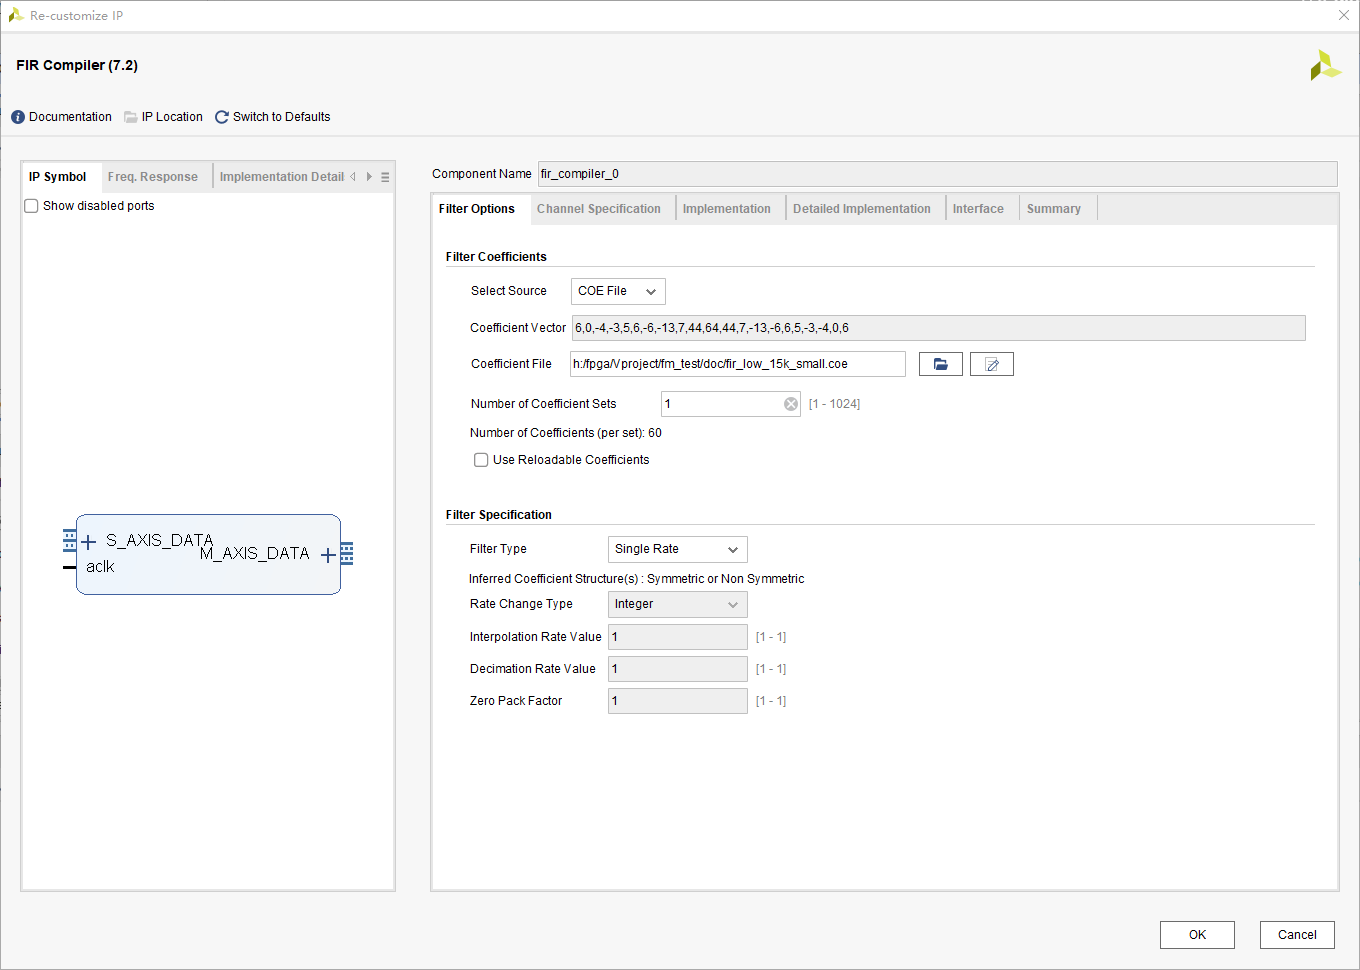 Re-customize IP
FIR Compiler (7.2)
Documentation IP Location Switch to Defaults
IP Symbol Freq. Response Implementation Detail
Show disabled ports
S_AXIS_DATA
M_AXIS_DATA
aclk
Component Name fir_compiler_0
Filter Options Channel Specification Implementation Detailed Implementation Interface Summary
Filter Coefficients
Select Source COE File
Coefficient Vector 6,0,-4,-3,5,6,-6,-13,7,44,64,44,7,-13,-6,6,5,-3,-4,0,6
Coefficient File h:/fpga/Vproject/fm_test/doc/fir_low_15k_small.coe
Number of Coefficient Sets 1 [1 - 1024]
Number of Coefficients (per set): 60
Use Reloadable Coefficients
Filter Specification
Filter Type Single Rate
Inferred Coefficient Structure(s) : Symmetric or Non Symmetric
Rate Change Type Integer
Interpolation Rate Value 1 [1 - 1]
Decimation Rate Value 1 [1 - 1]
Zero Pack Factor 1 [1 - 1]
OK Cancel